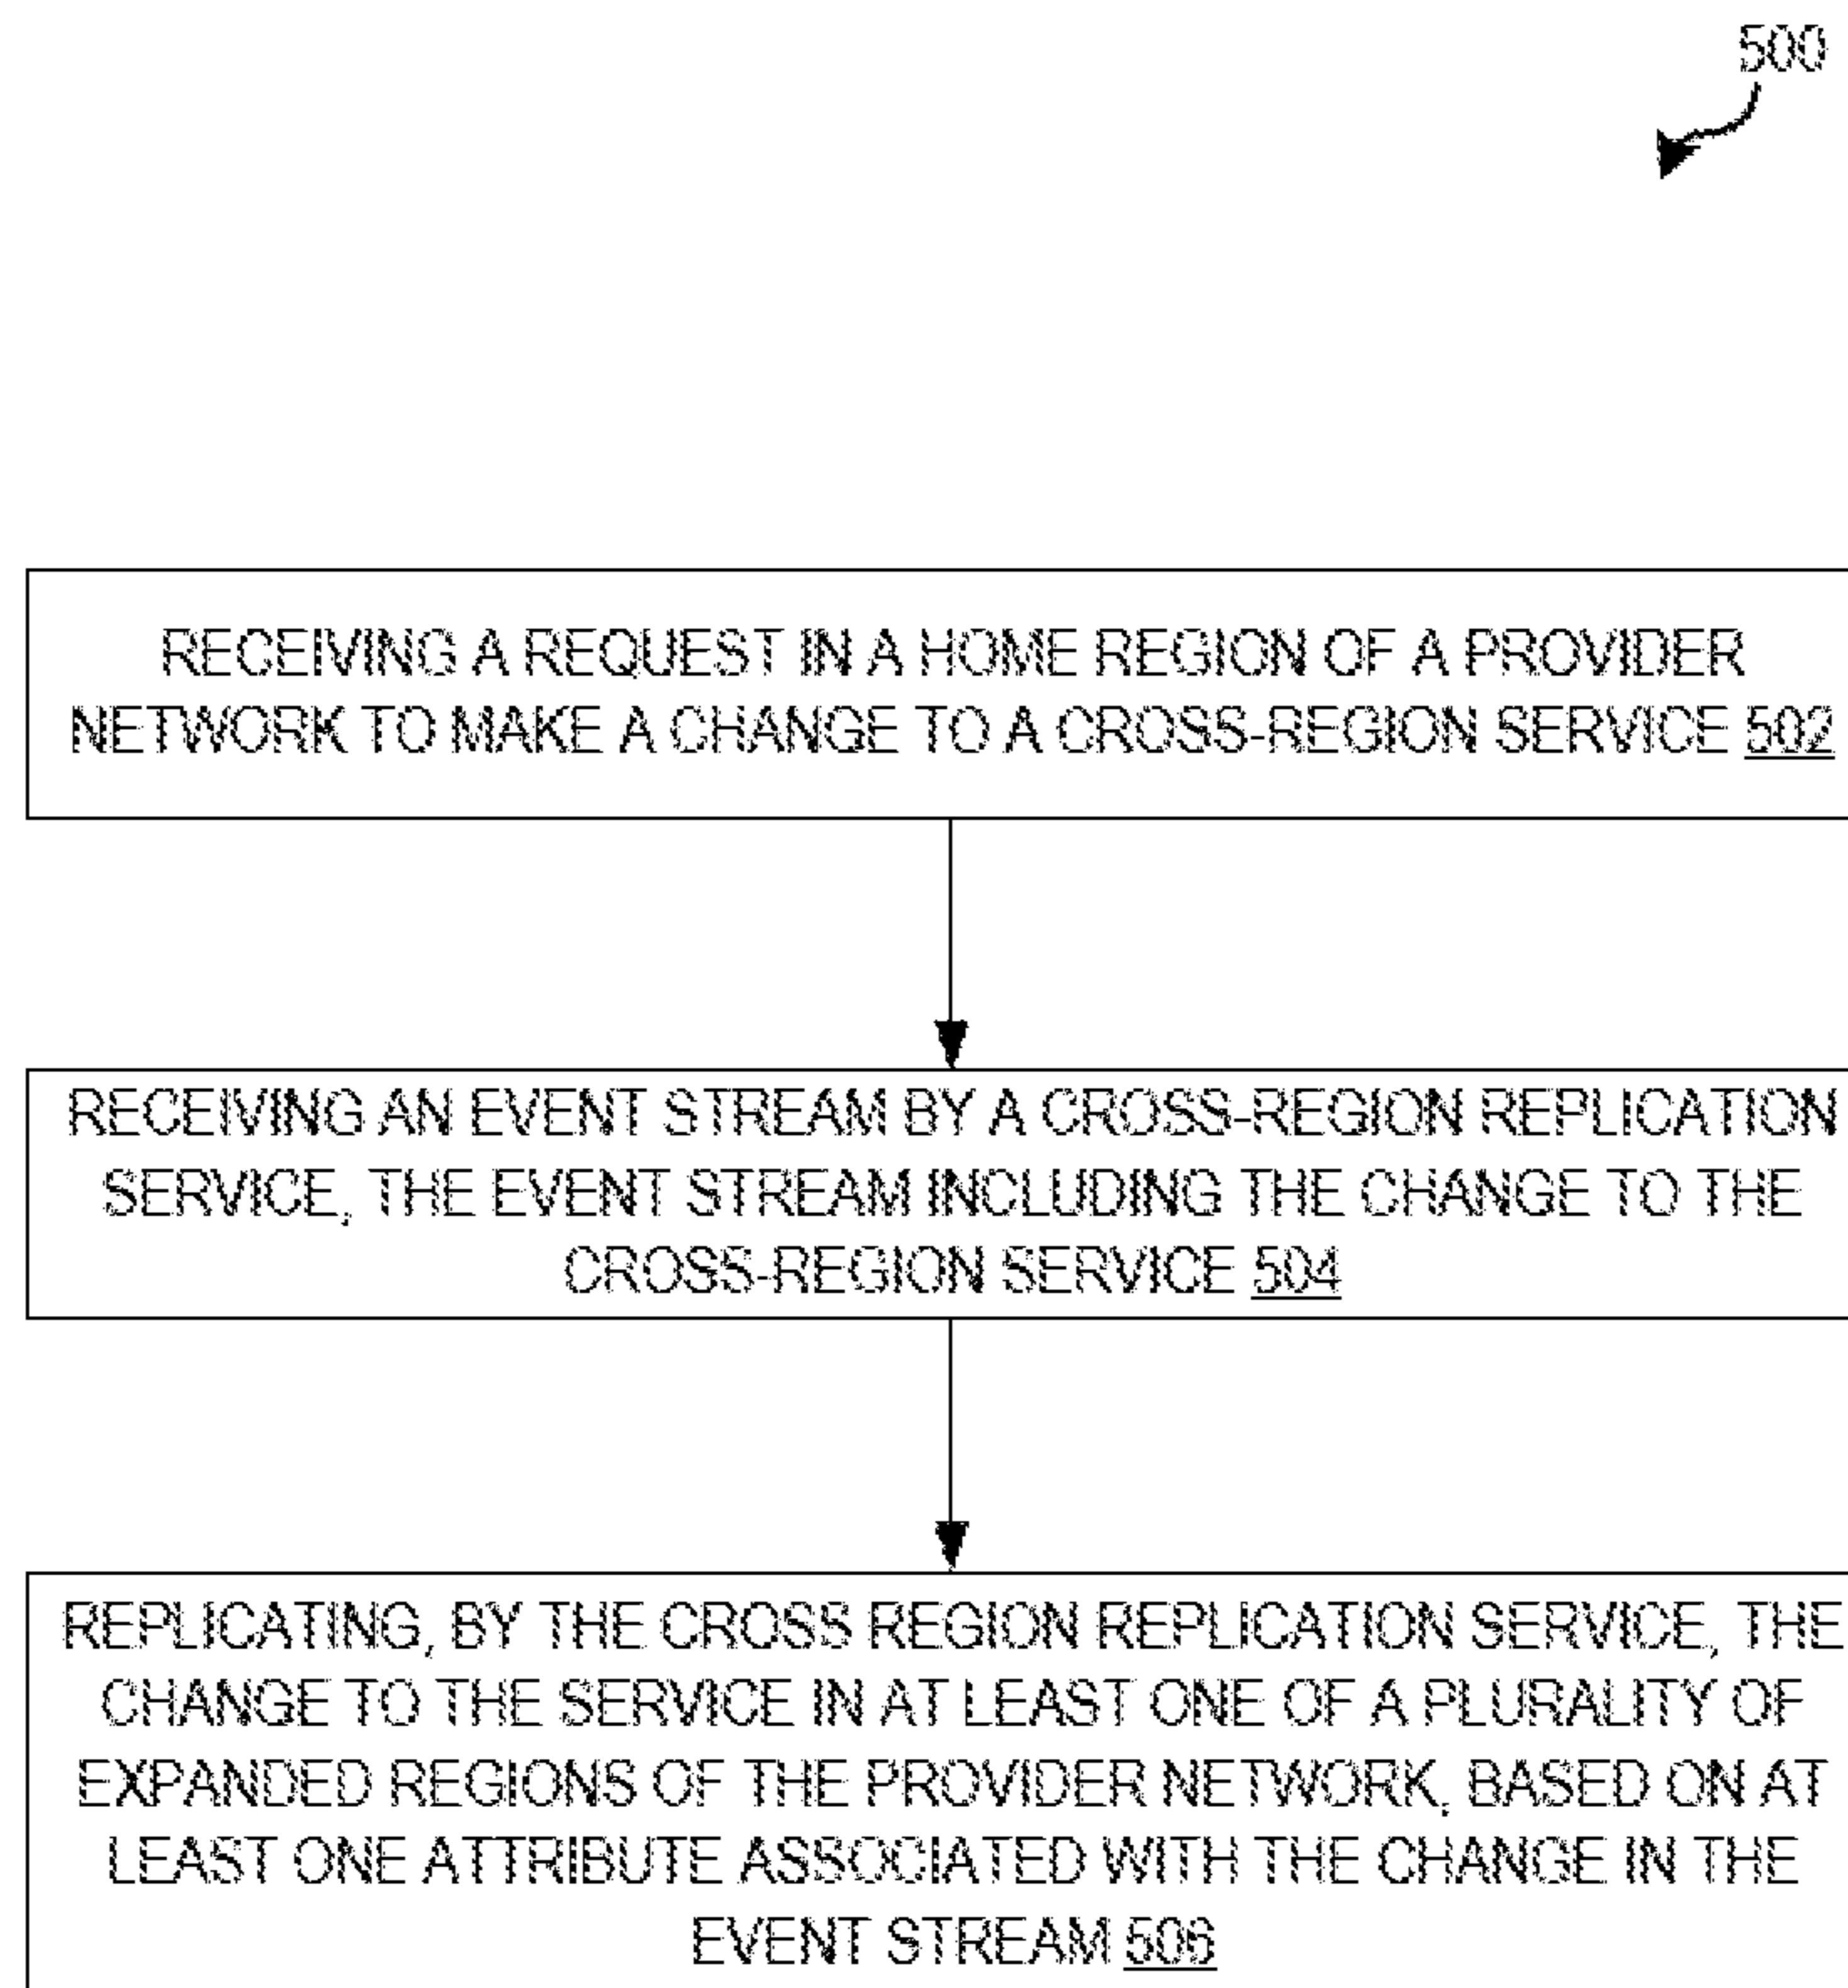 500
RECEIVING A REQUEST IN A HOME REGION OF A PROVIDER
NETWORK TO MAKE A CHANGE TO A CROSS-REGION SERVICE 502
RECEIVING AN EVENT STREAM BY A CROSS-REGION REPLICATION
SERVICE, THE EVENT STREAM INCLUDING THE CHANGE TO THE
CROSS-REGION SERVICE 504
REPLICATING, BY THE CROSS REGION REPLICATION SERVICE, THE
CHANGE TO THE SERVICE IN AT LEAST ONE OF A PLURALITY OF
EXPANDED REGIONS OF THE PROVIDER NETWORK, BASED ON AT
LEAST ONE ATTRIBUTE ASSOCIATED WITH THE CHANGE IN THE
EVENT STREAM 506